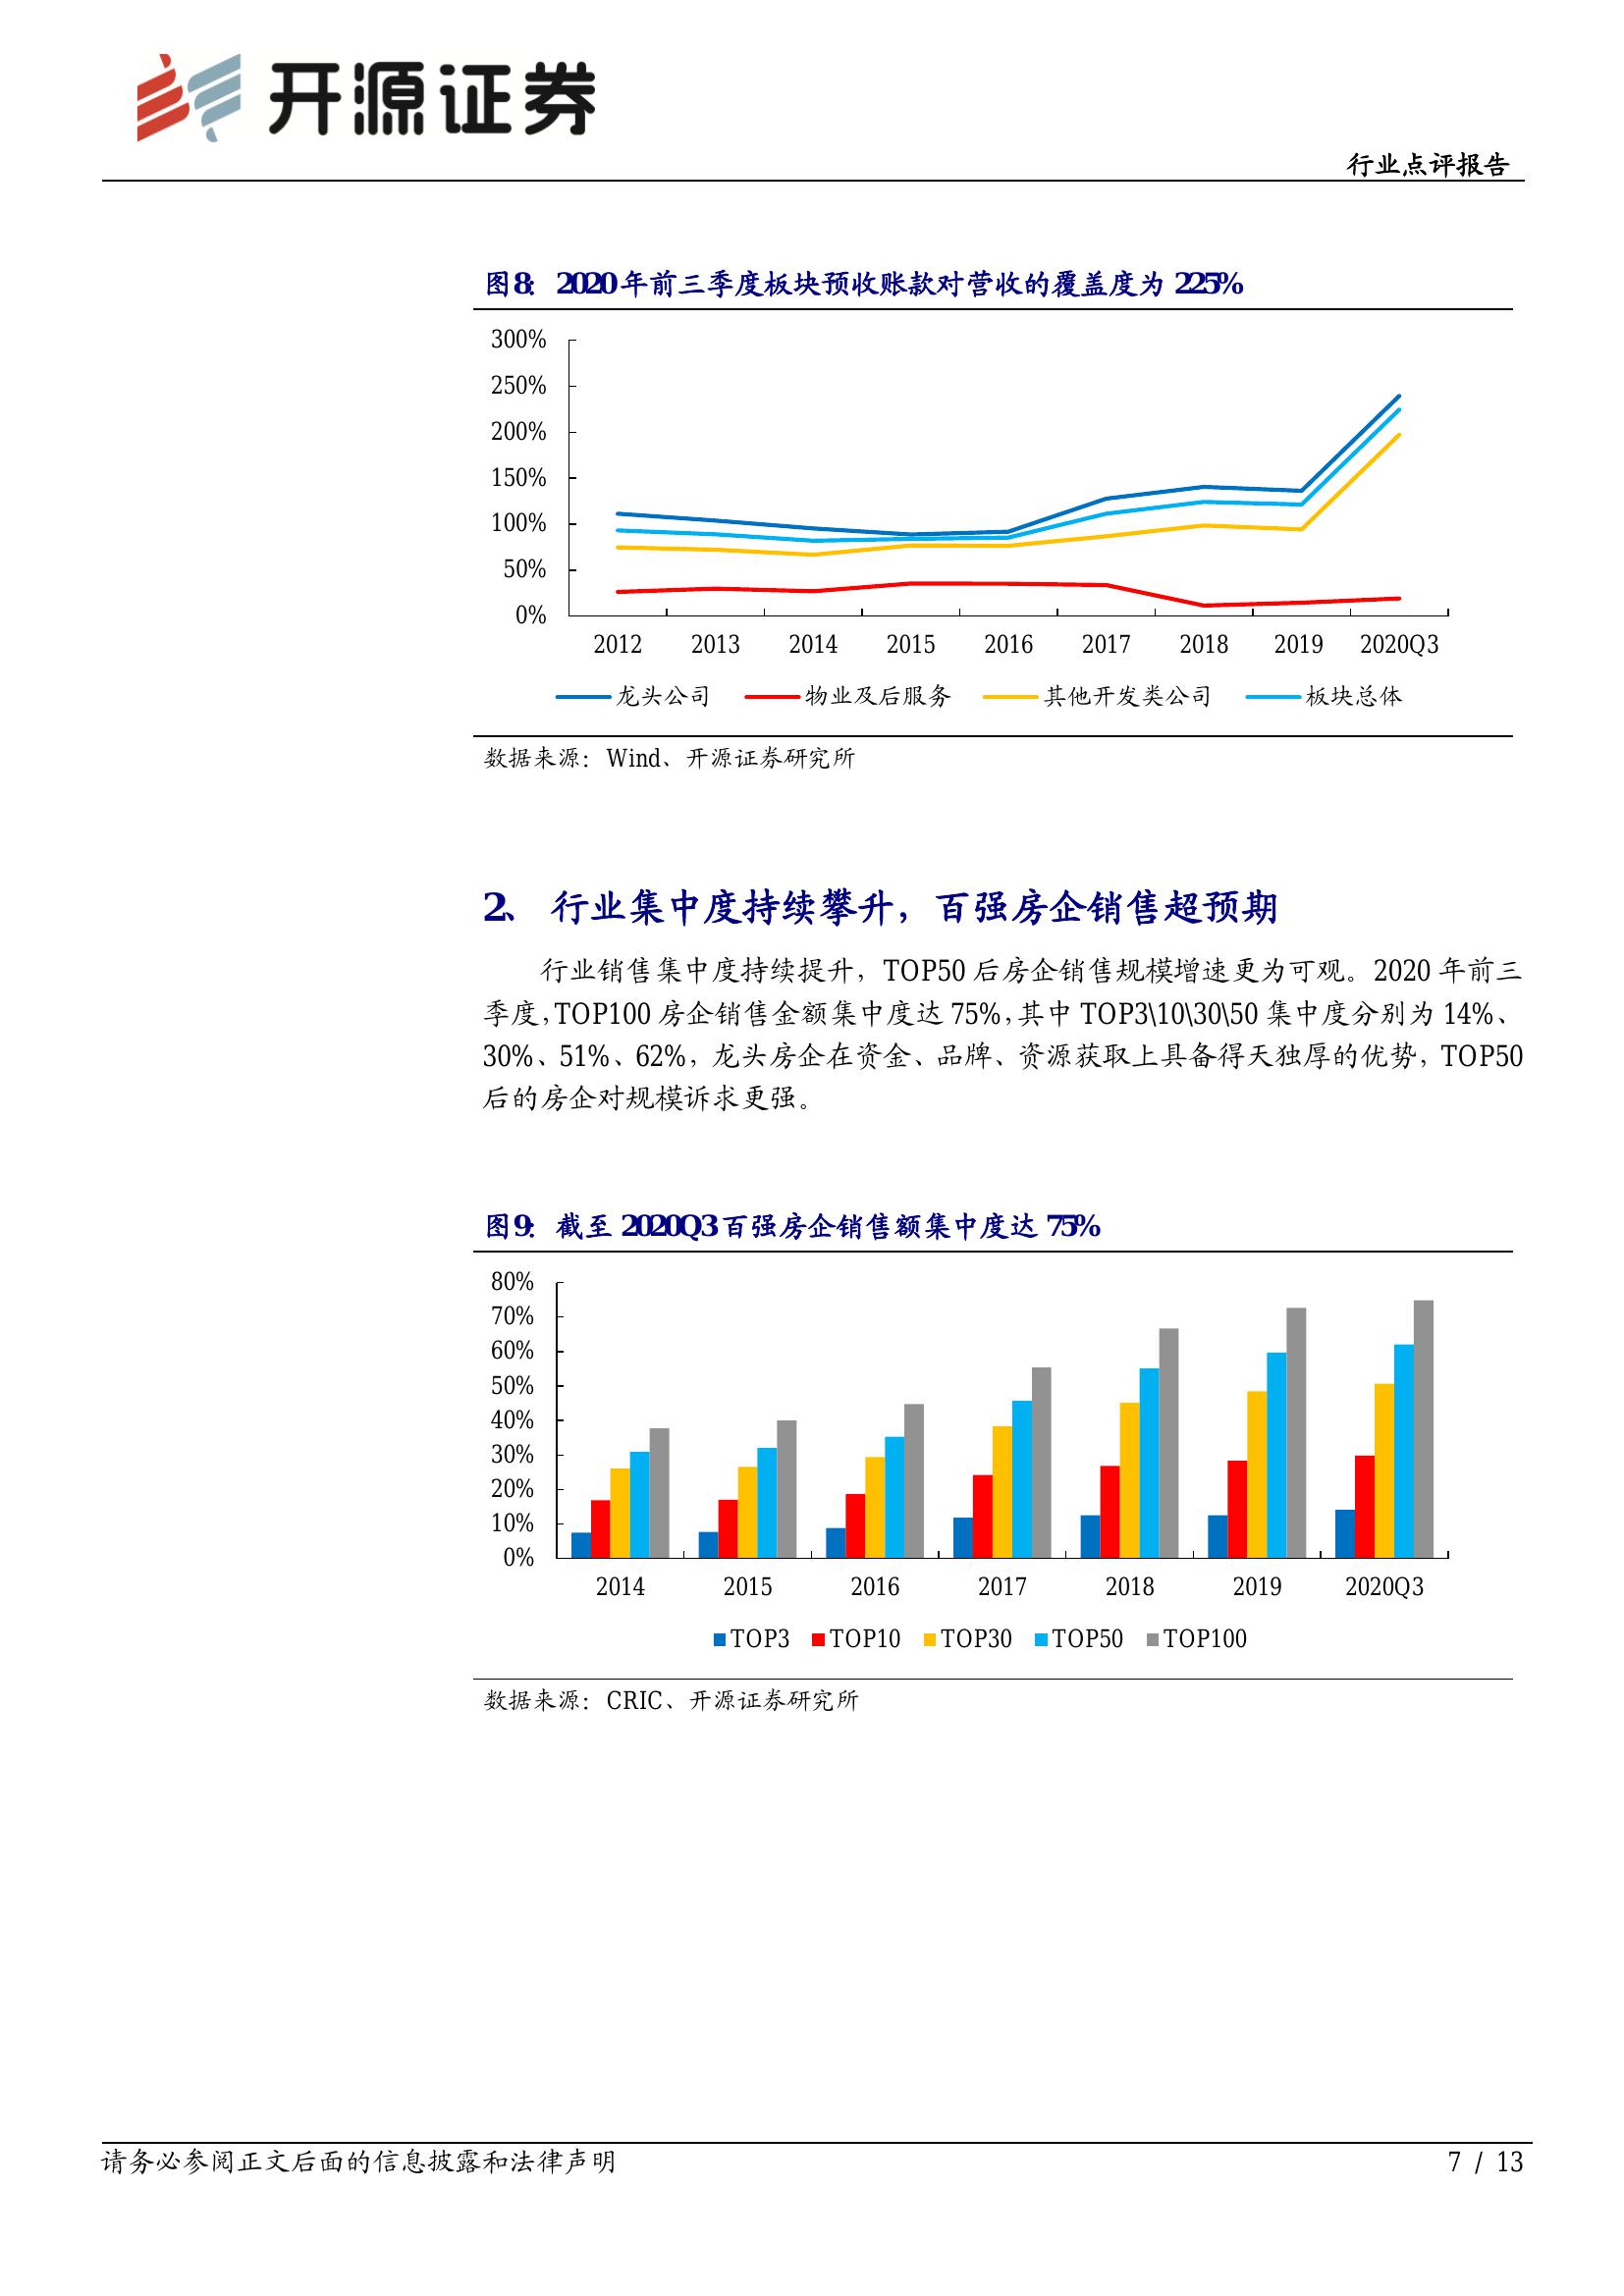 开源证券
行业点评报告
图8： 2020年前三季度板块预收账款对营收的覆盖度为 225%
300%
250%
200%
150%
100%
50%
0%
2012 2013 2014 2015 2016 2017 2018 2019 2020Q3
龙头公司 物业及后服务 其他开发类公司 板块总体
数据来源：Wind、开源证券研究所
2、 行业集中度持续攀升，百强房企销售超预期
行业销售集中度持续提升，TOP50 后房企销售规模增速更为可观。2020 年前三
季度，TOP100 房企销售金额集中度达 75%，其中 TOP3\10\30\50 集中度分别为 14%、
30%、51%、62%，龙头房企在资金、品牌、资源获取上具备得天独厚的优势，TOP50
后的房企对规模诉求更强。
图9： 截至 2020Q3 百强房企销售额集中度达 75%
80%
70%
60%
50%
40%
30%
20%
10%
0%
2014 2015 2016 2017 2018 2019 2020Q3
TOP3 TOP10 TOP30 TOP50 TOP100
数据来源：CRIC、开源证券研究所
请务必参阅正文后面的信息披露和法律声明
7 / 13